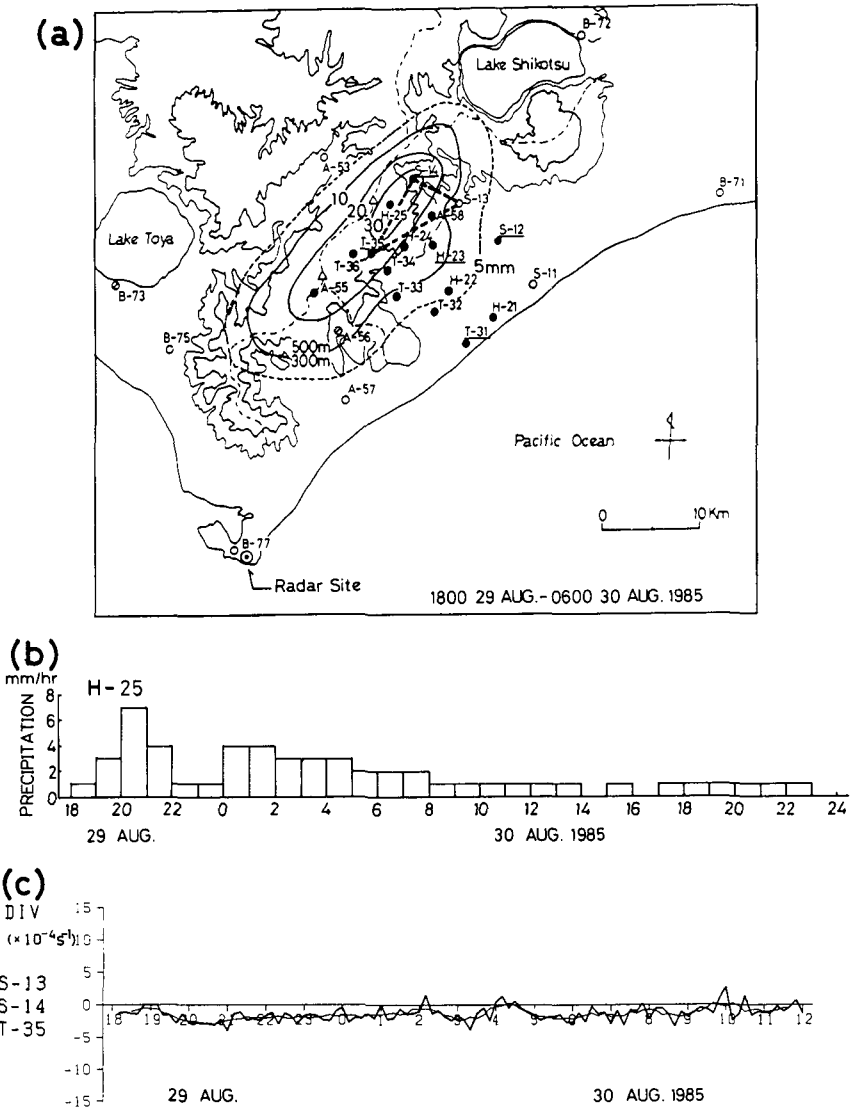 (a)
B-72
Lake Shikotsu
A-53
S-14
B-71
10
20
30
H-25
S-13
A-58
Lake Toya
T-35
H-24
S-12
T-36
T-34
H-23
5mm
B-73
A-55
H-22
S-11
T-33
T-32
H-21
B-75
A-56
T-31
500m
300m
A-57
Pacific Ocean
0 10 Km
B-77
Radar Site
1800 29 AUG.-0600 30 AUG. 1985
(b)
mm/hr
H-25
PRECIPITATION
8
6
4
2
0
18 20 22 0 2 4 6 8 10 12 14 16 18 20 22 24
29 AUG. 30 AUG. 1985
(c)
DIV
(×10⁻⁴s⁻¹)
15
10
5
0
-5
-10
-15
S-13
S-14
T-35
18 19 20 21 22 23 0 1 2 3 4 5 6 7 8 9 10 11 12
29 AUG. 30 AUG. 1985